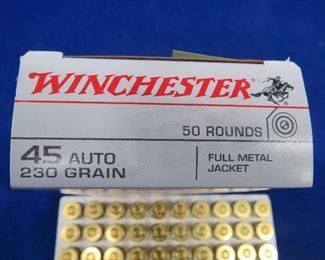 WINCHESTER
50 ROUNDS
45 AUTO
230 GRAIN
FULL METAL
JACKET